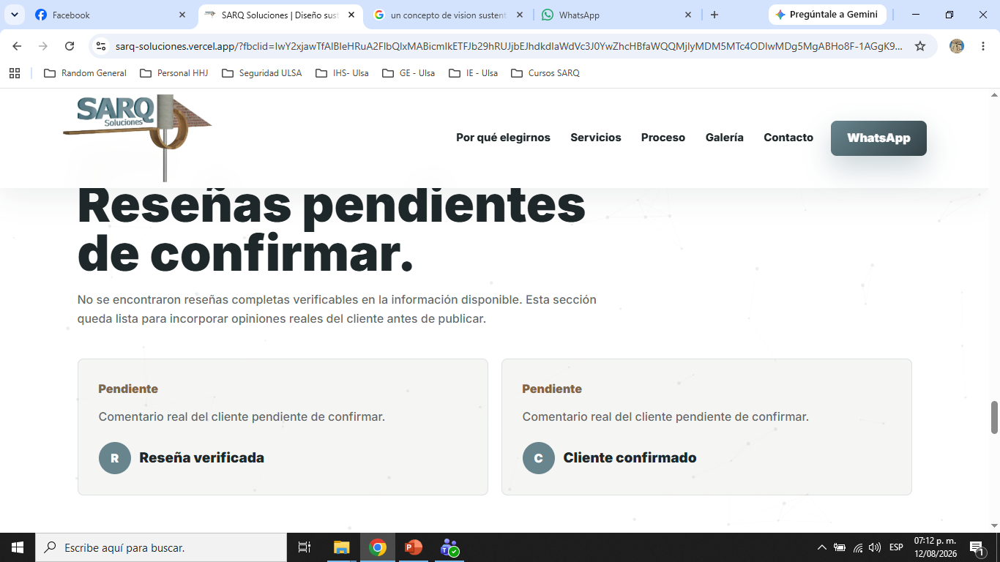 Facebook
SARQ Soluciones | Diseño sust
un concepto de vision sustent
WhatsApp
Pregúntale a Gemini
sarq-soluciones.vercel.app/?fbclid=IwY2xjawTfAlBleHRuA2FlbQIxMABicmlkETFJb29hRUJjbEJhdkdlaWdVc3J0YwZhcHBfaWQQMjIyMDM5MTc4ODIwMDg5MgABHo8F-1AGgK9...
Random General
Personal HHJ
Seguridad ULSA
IHS- Ulsa
GE - Ulsa
IE - Ulsa
Cursos SARQ
SARQ
Soluciones
Por qué elegirnos
Servicios
Proceso
Galería
Contacto
WhatsApp
Reseñas pendientes
de confirmar.
No se encontraron reseñas completas verificables en la información disponible. Esta sección
queda lista para incorporar opiniones reales del cliente antes de publicar.
Pendiente
Comentario real del cliente pendiente de confirmar.
R
Reseña verificada
Pendiente
Comentario real del cliente pendiente de confirmar.
C
Cliente confirmado
Escribe aquí para buscar.
ESP
07:12 p. m.
12/08/2026
1